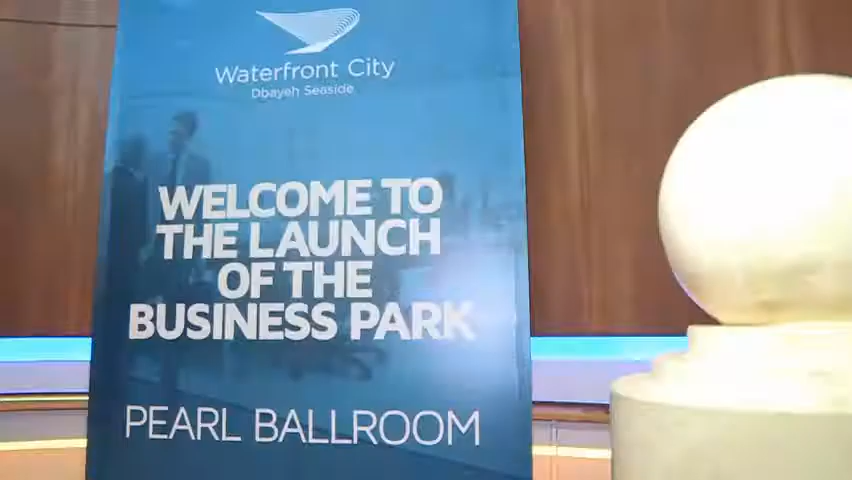 Waterfront City
Dbayeh Seaside
WELCOME TO
THE LAUNCH
OF THE
BUSINESS PARK
PEARL BALLROOM